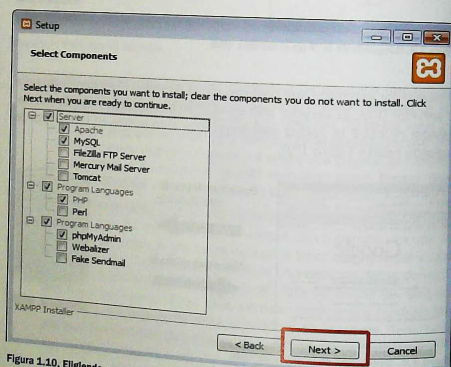 Setup
Select Components
Select the components you want to install; clear the components you do not want to install. Click
Next when you are ready to continue.
Server
Apache
MySQL
FileZilla FTP Server
Mercury Mail Server
Tomcat
Program Languages
PHP
Perl
Program Languages
phpMyAdmin
Webalizer
Fake Sendmail
XAMPP Installer
< Back
Next >
Cancel
Figura 1.10.